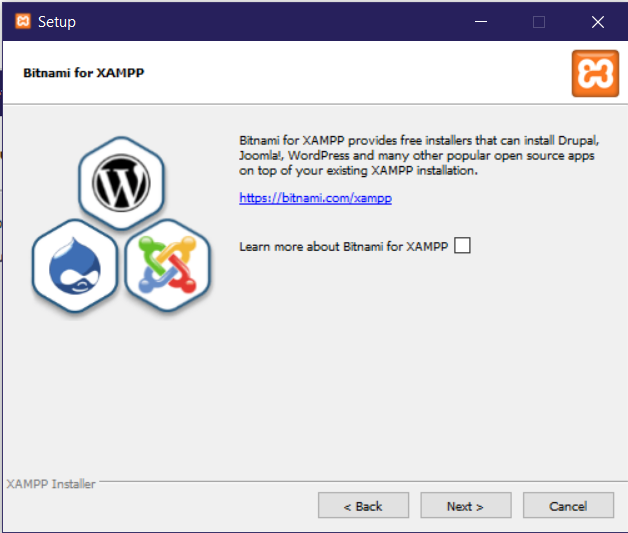 Setup
Bitnami for XAMPP
Bitnami for XAMPP provides free installers that can install Drupal,
Joomla!, WordPress and many other popular open source apps
on top of your existing XAMPP installation.
https://bitnami.com/xampp
Learn more about Bitnami for XAMPP
XAMPP Installer
< Back
Next >
Cancel